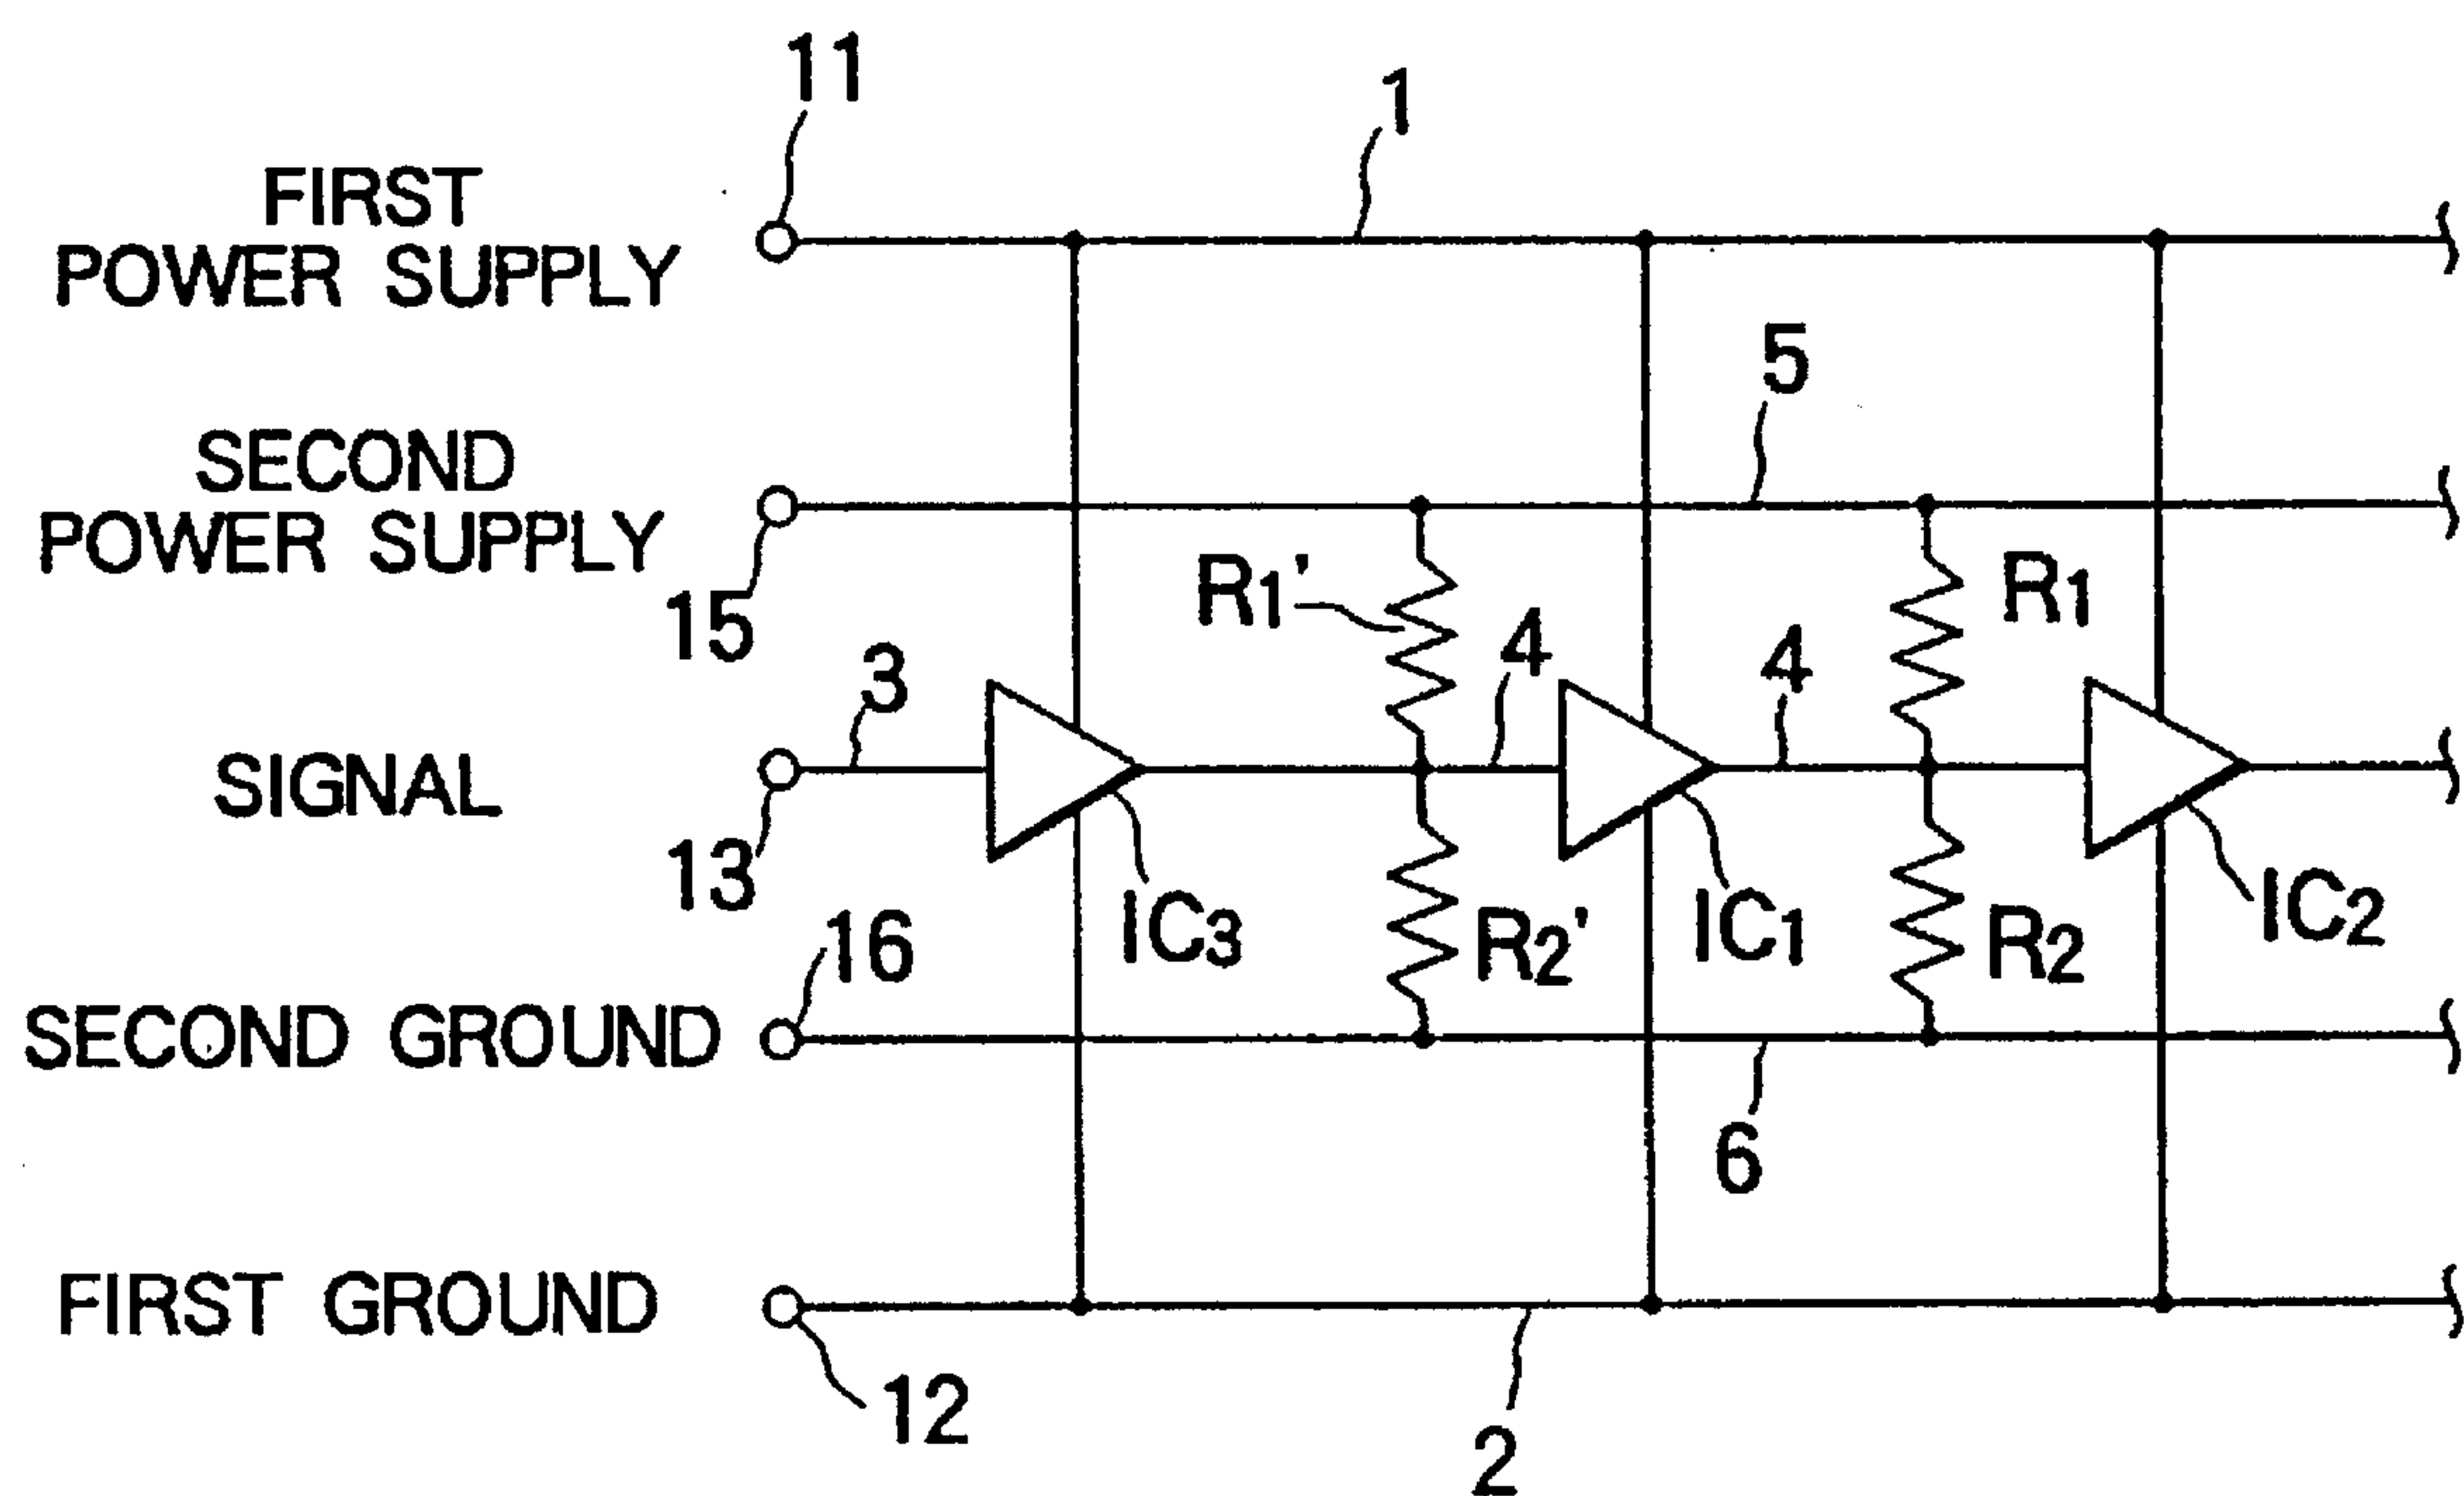 11
1
FIRST
POWER SUPPLY
5
SECOND
POWER SUPPLY
15
R1'
R1
4
4
3
SIGNAL
13
IC3
R2'
IC1
R2
IC2
16
SECOND GROUND
6
FIRST GROUND
12
2